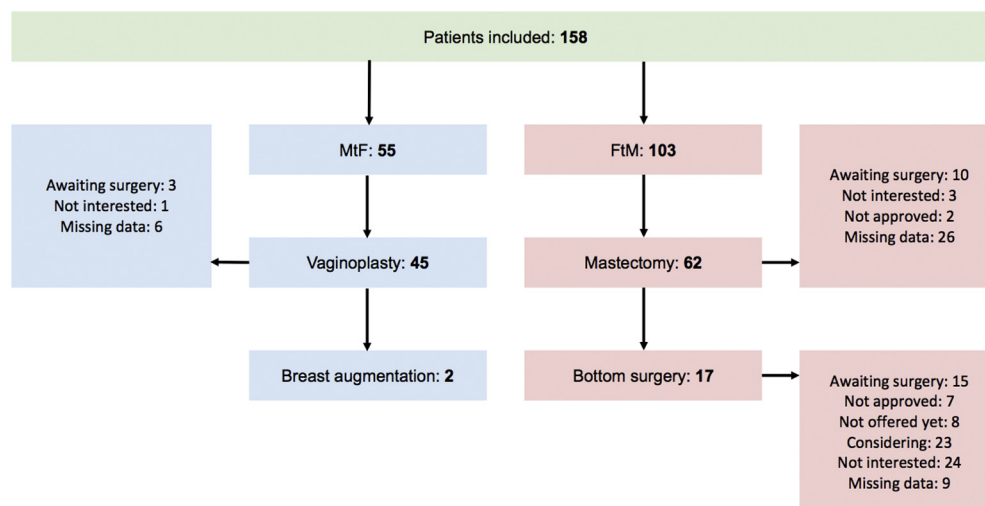 Patients included: 158
MtF: 55
FtM: 103
Awaiting surgery: 3
Not interested: 1
Missing data: 6
Awaiting surgery: 10
Not interested: 3
Not approved: 2
Missing data: 26
Vaginoplasty: 45
Mastectomy: 62
Breast augmentation: 2
Bottom surgery: 17
Awaiting surgery: 15
Not approved: 7
Not offered yet: 8
Considering: 23
Not interested: 24
Missing data: 9